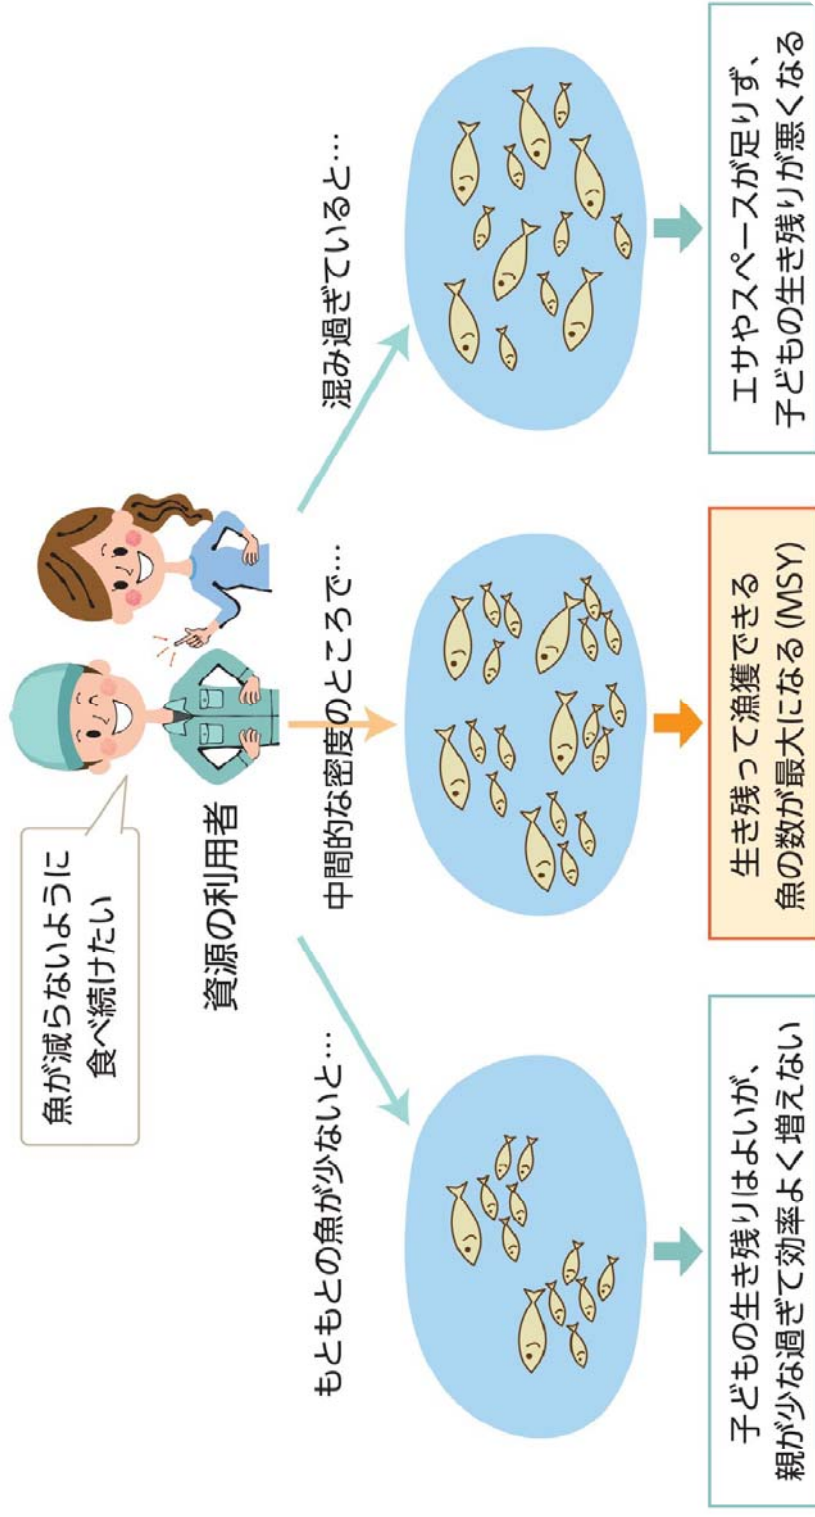 魚が減らないように
食べ続けたい
資源の利用者
もともとの魚が少ないと…
中間的な密度のところで…
混み過ぎていると…
子どもの生き残りはよいが、
親が少な過ぎて効率よく増えない
生き残って漁獲できる
魚の数が最大になる (MSY)
エサやスペースが足りず、
子どもの生き残りが悪くなる